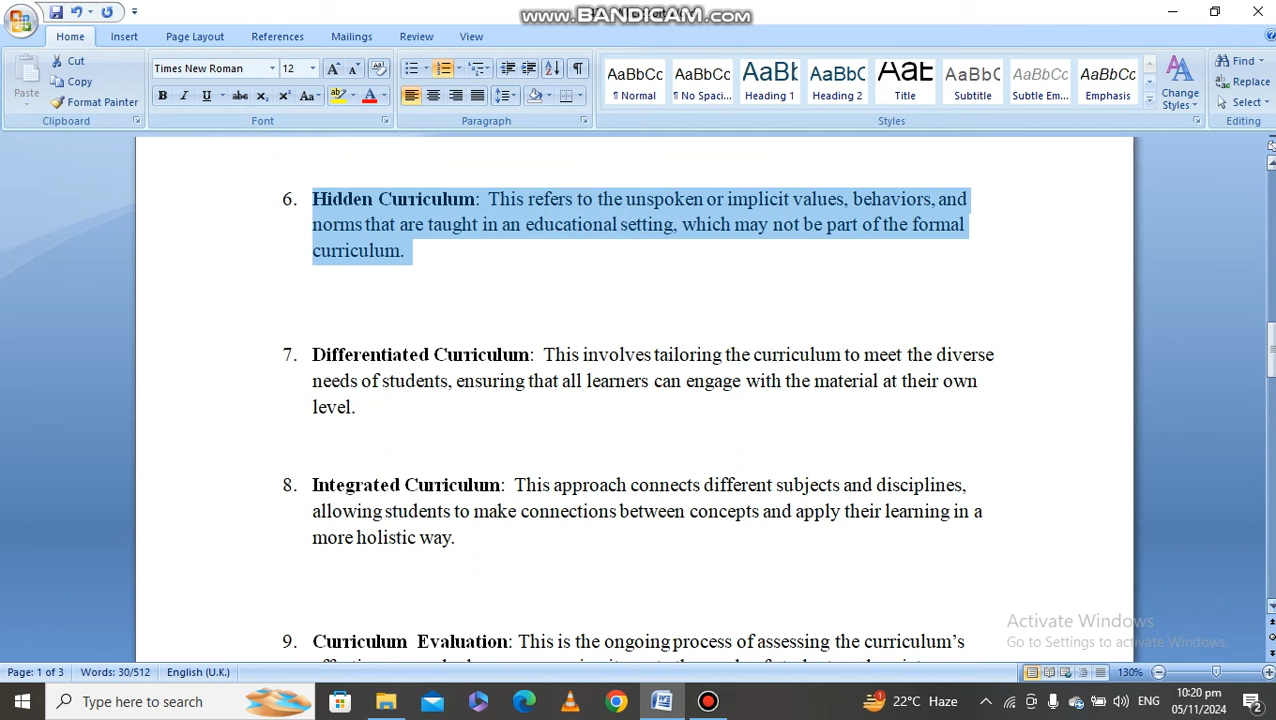 www.BANDICAM.com
Home Insert Page Layout References Mailings Review View
Cut
Copy
Format Painter
Paste
Clipboard
Times New Roman 12
Font
Paragraph
AaBbCc AaBbCc AaBbC AaBbC AaB AaBbCc AaBbCc AaBbCc
¶ Normal ¶ No Spaci... Heading 1 Heading 2 Title Subtitle Subtle Em... Emphasis
Change Styles
Styles
Find
Replace
Select
Editing
6. Hidden Curriculum: This refers to the unspoken or implicit values, behaviors, and
norms that are taught in an educational setting, which may not be part of the formal
curriculum.
7. Differentiated Curriculum: This involves tailoring the curriculum to meet the diverse
needs of students, ensuring that all learners can engage with the material at their own
level.
8. Integrated Curriculum: This approach connects different subjects and disciplines,
allowing students to make connections between concepts and apply their learning in a
more holistic way.
9. Curriculum Evaluation: This is the ongoing process of assessing the curriculum's
Activate Windows
Go to Settings to activate Windows.
Page: 1 of 3 Words: 30/512 English (U.K.) 130%
Type here to search
22°C Haze
ENG
10:20 pm
05/11/2024
2